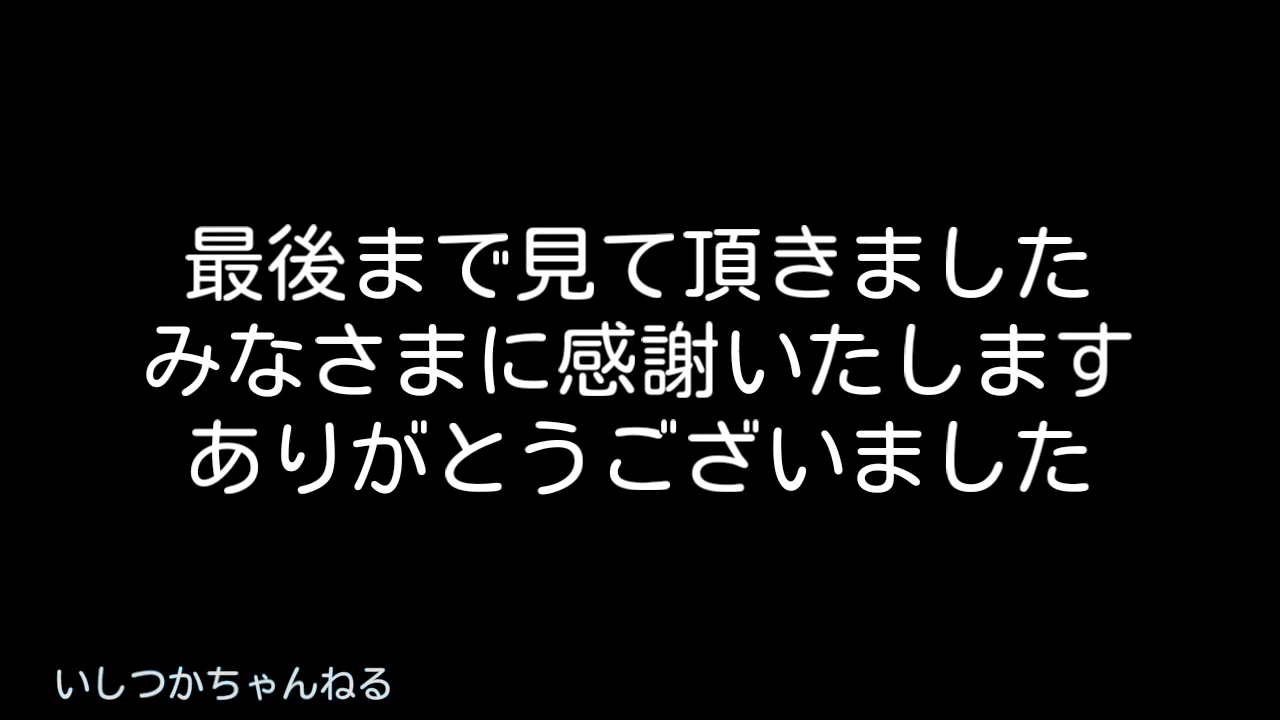 最後まで見て頂きました
みなさまに感謝いたします
ありがとうございました
いしつかちゃんねる